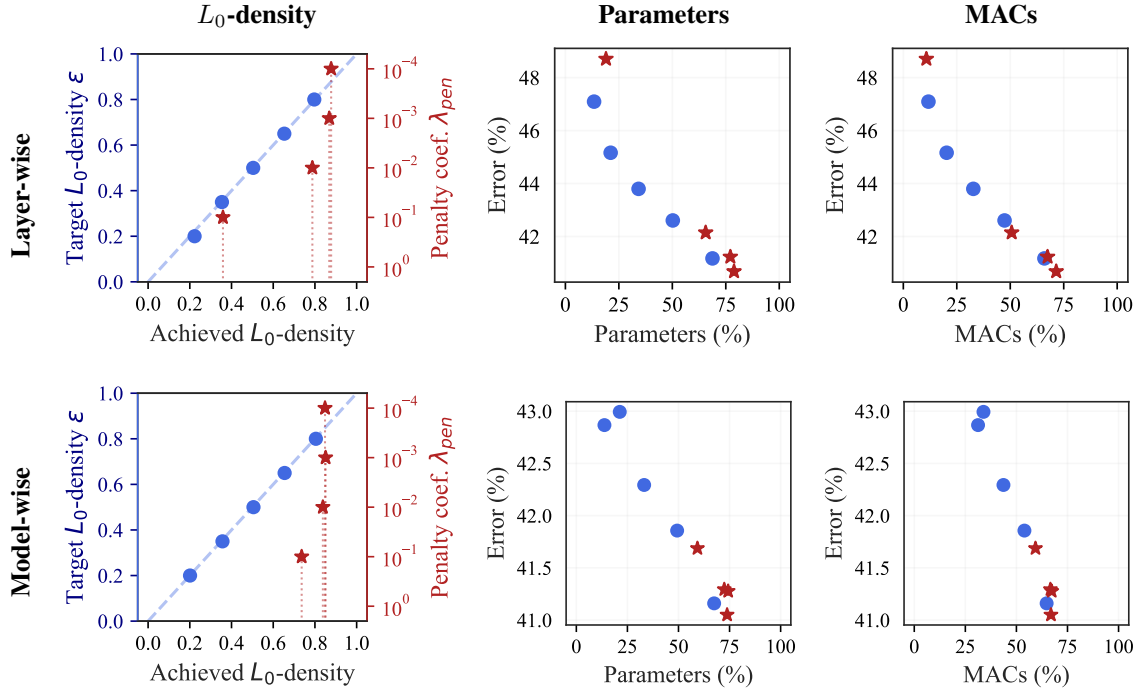 L₀-density
Parameters
MACs
Layer-wise
Target L₀-density ε
1.0
0.8
0.6
0.4
0.2
0.0
0.0 0.2 0.4 0.6 0.8 1.0
Achieved L₀-density
10⁻⁴
10⁻³
10⁻²
10⁻¹
10⁰
Penalty coef. λpen
Error (%)
48
46
44
42
0 25 50 75 100
Parameters (%)
Error (%)
48
46
44
42
0 25 50 75 100
MACs (%)
Model-wise
Target L₀-density ε
1.0
0.8
0.6
0.4
0.2
0.0
0.0 0.2 0.4 0.6 0.8 1.0
Achieved L₀-density
10⁻⁴
10⁻³
10⁻²
10⁻¹
10⁰
Penalty coef. λpen
Error (%)
43.0
42.5
42.0
41.5
41.0
0 25 50 75 100
Parameters (%)
Error (%)
43.0
42.5
42.0
41.5
41.0
0 25 50 75 100
MACs (%)